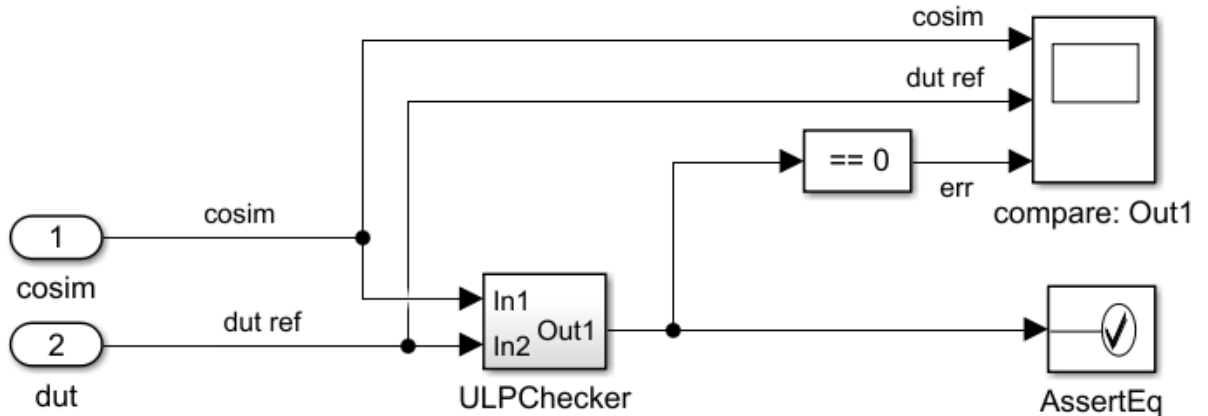 cosim
dut ref
== 0
err
compare: Out1
cosim
1
cosim
In1
Out1
In2
ULPChecker
dut ref
2
dut
AssertEq